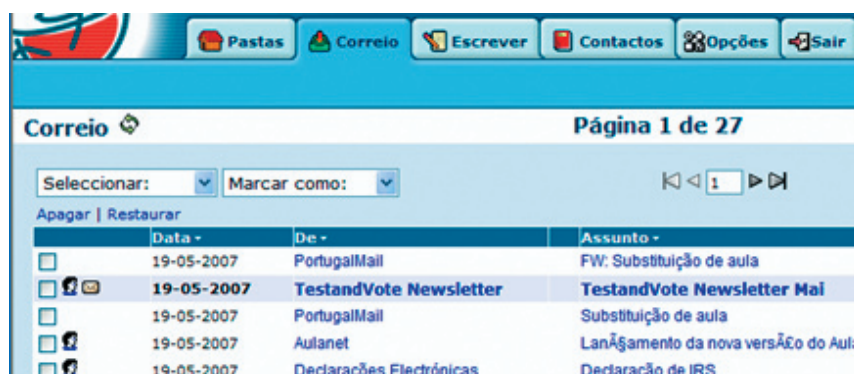 Pastas Correio Escrever Contactos Opções Sair
Correio Página 1 de 27
Seleccionar: Marcar como: 1
Apagar | Restaurar
Data De Assunto
19-05-2007 PortugalMail FW: Substituição de aula
19-05-2007 TestandVote Newsletter TestandVote Newsletter Mai
19-05-2007 PortugalMail Substituição de aula
19-05-2007 Aulanet LanÃ§amento da nova versÃ£o do Aul
19-05-2007 Declarações Electrónicas Declaração de IRS